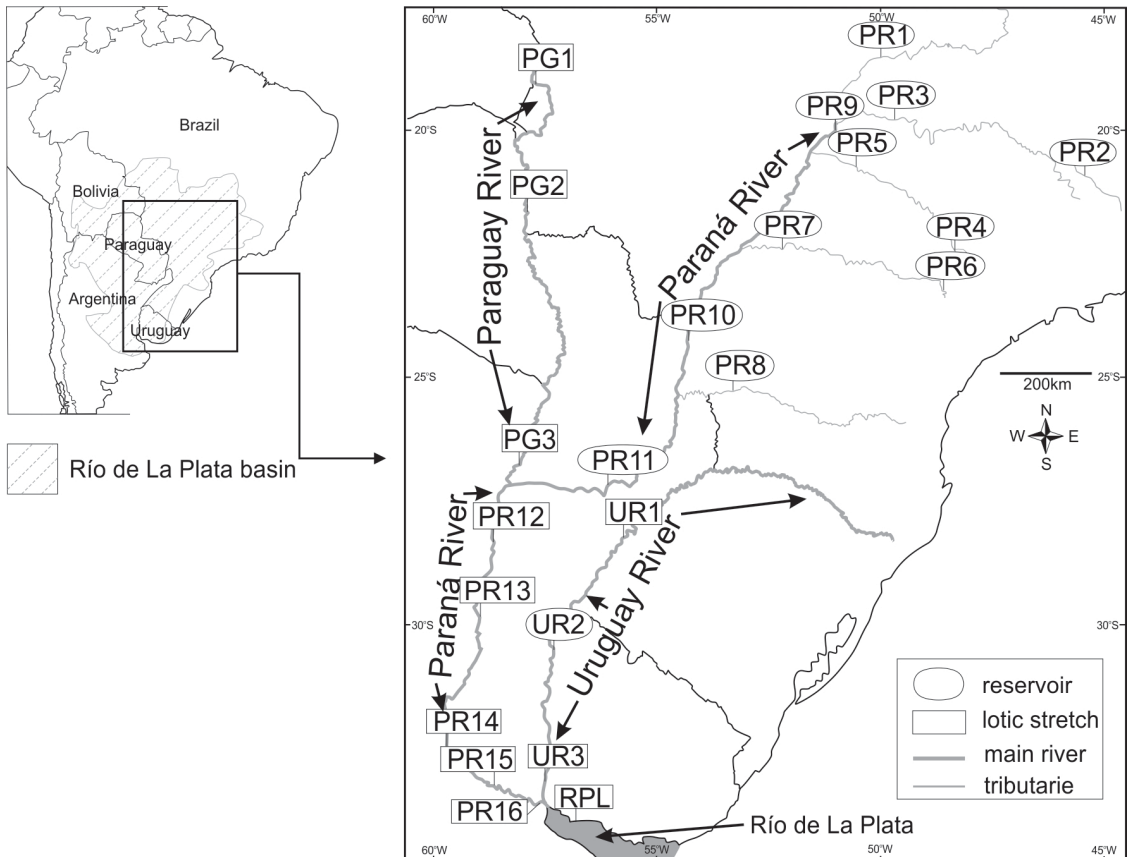 60°W
55°W
50°W
45°W
PR1
PG1
PR3
PR9
Brazil
20°S
20°S
PR5
PR2
Paraná River
Paraguay River
Bolivia
PG2
PR7
PR4
Paraguay
PR6
Argentina
PR10
Uruguay
PR8
25°S
25°S
200km
N
W
E
S
PG3
PR11
Río de La Plata basin
PR12
UR1
Paraná River
Uruguay River
PR13
UR2
30°S
30°S
reservoir
lotic stretch
main river
tributarie
PR14
PR15
UR3
PR16
RPL
Río de La Plata
60°W
55°W
50°W
45°W